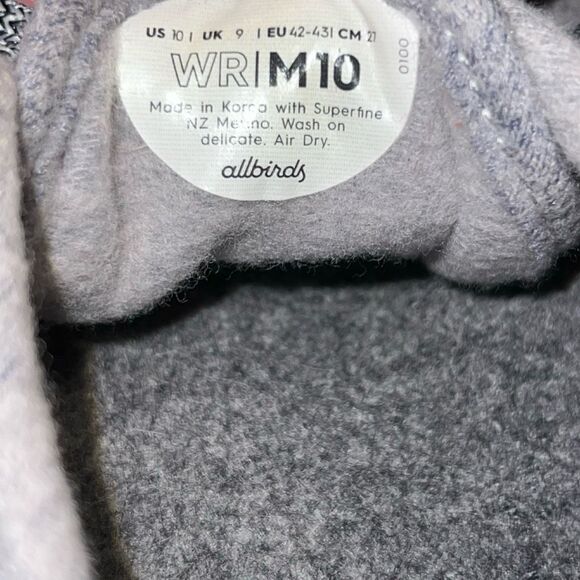 US 10 | UK 9 | EU 42-43 | CM 27
WR|M10
Made in Korea with Superfine
NZ Merino. Wash on
delicate. Air Dry.
allbirds
0100